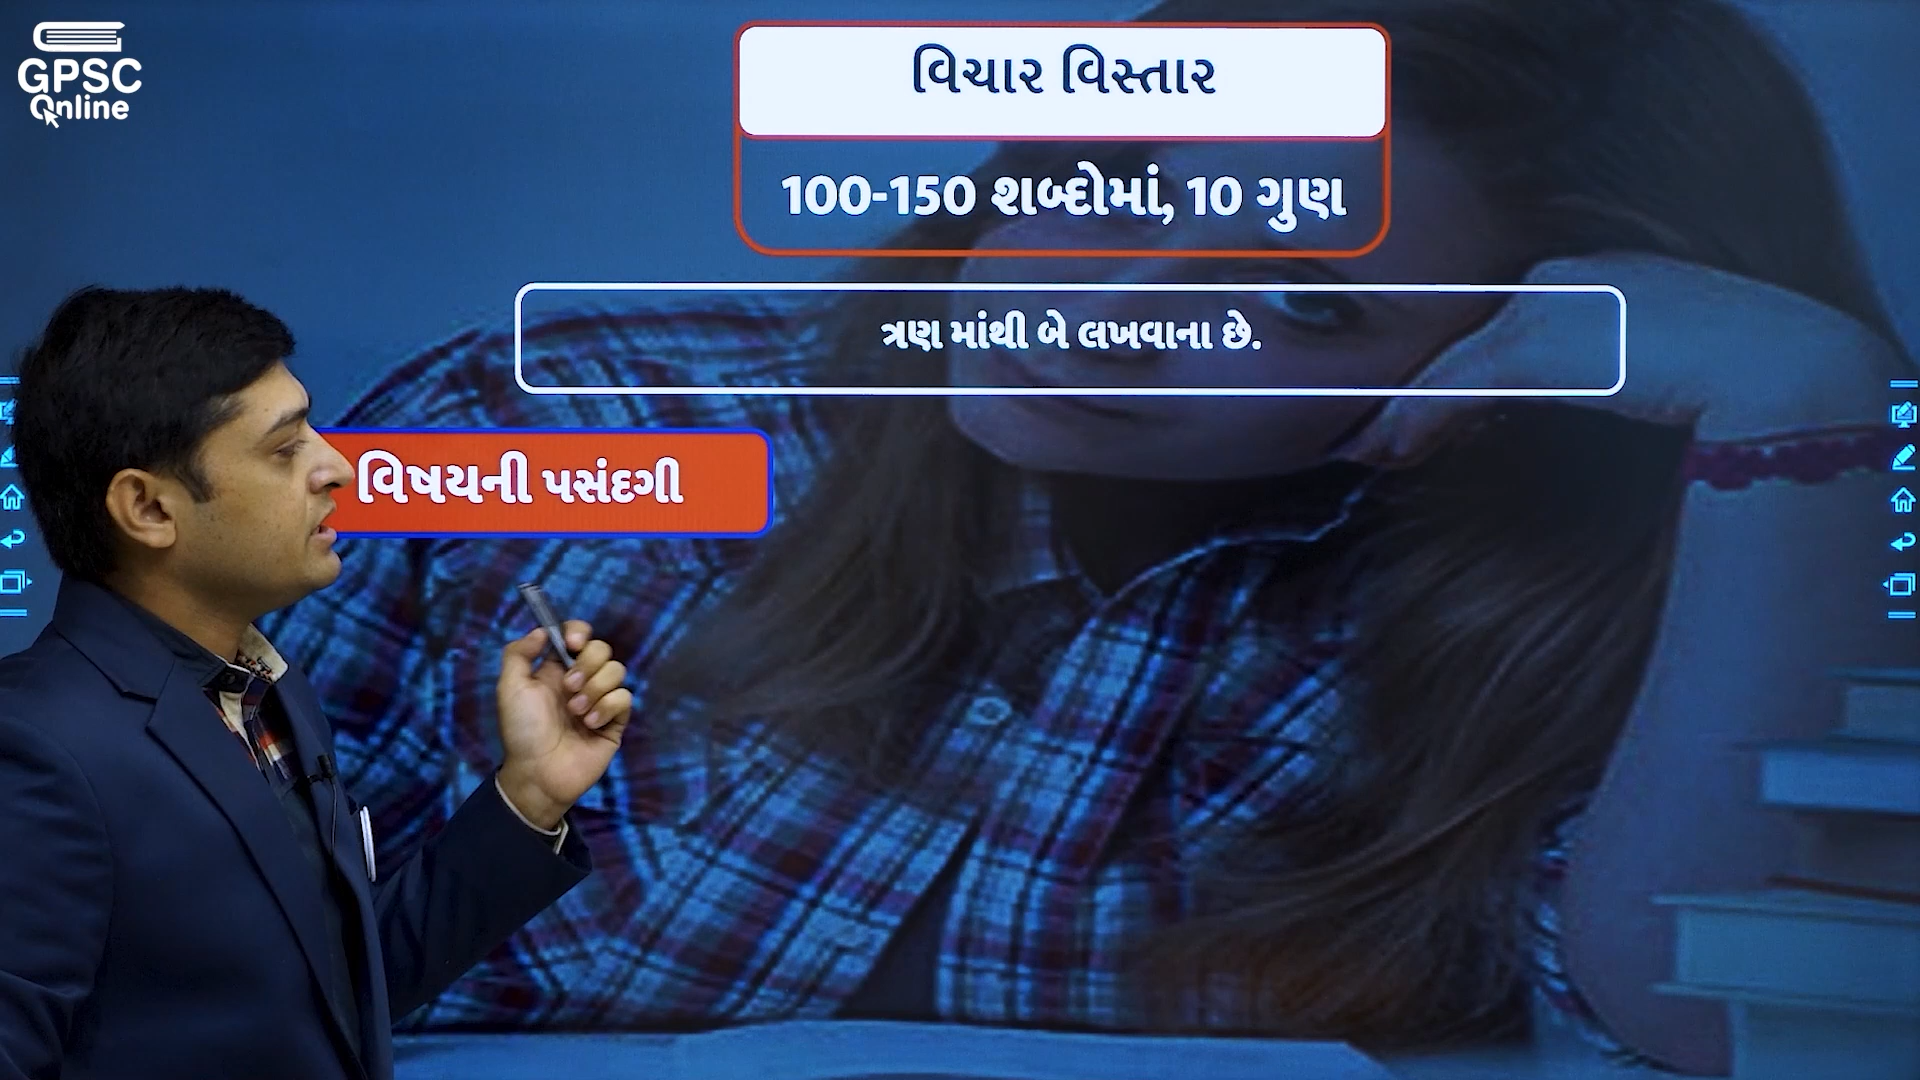 GPSC
Online
વિચાર વિસ્તાર
100-150 શબ્દોમાં, 10 ગુણ
ત્રણ માંથી બે લખવાના છે.
વિષયની પસંદગી